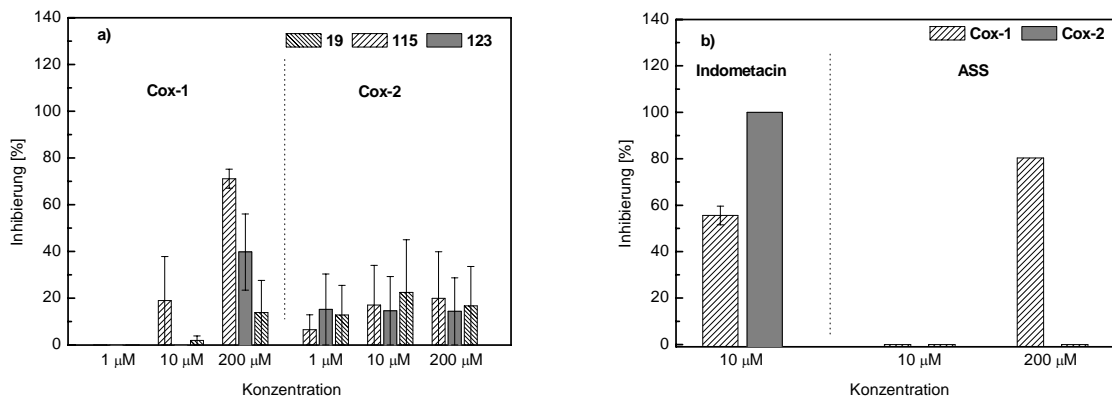 a)
19 115 123
Cox-1 Cox-2
Inhibierung [%]
140
120
100
80
60
40
20
0
1 μM 10 μM 200 μM 1 μM 10 μM 200 μM
Konzentration
b)
Cox-1 Cox-2
Indometacin ASS
Inhibierung [%]
140
120
100
80
60
40
20
0
10 μM 10 μM 200 μM
Konzentration